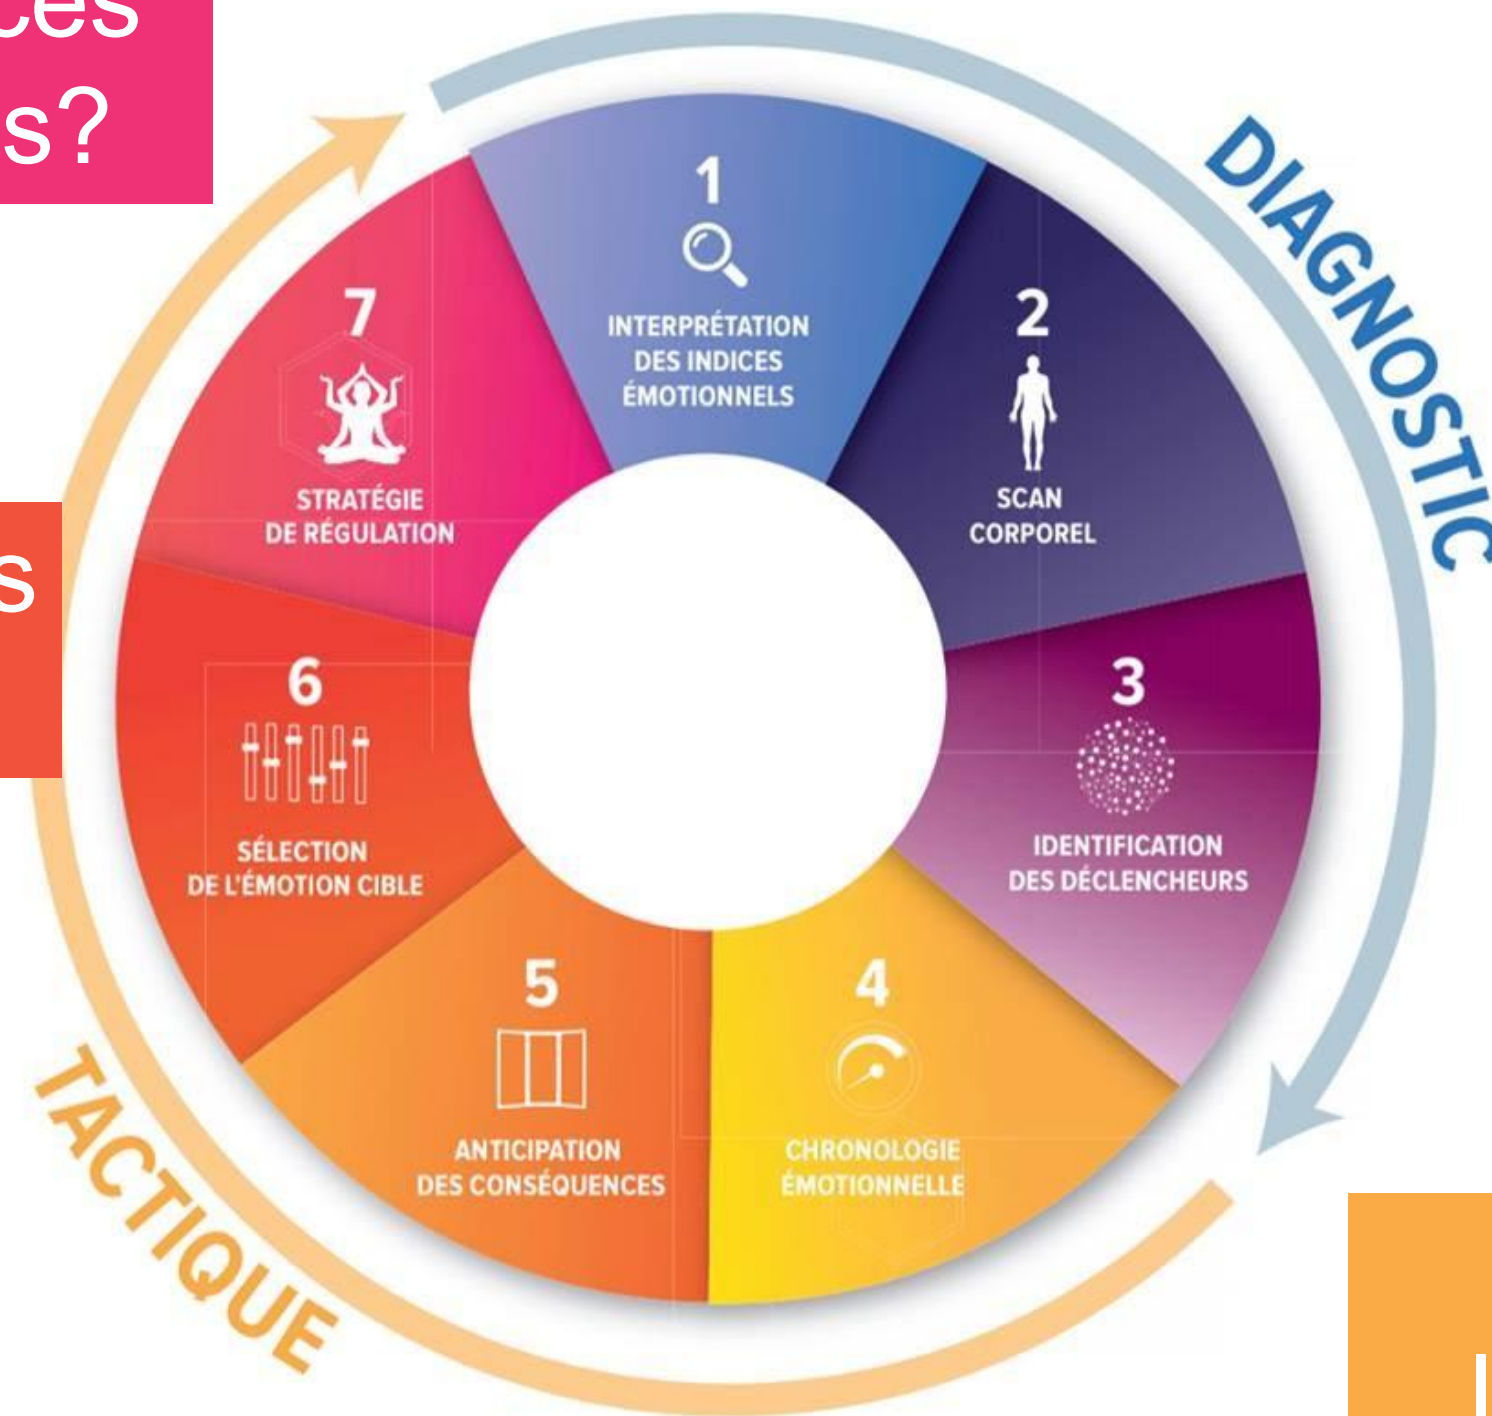 s?
DIAGNOSTIC
1
INTERPRÉTATION
DES INDICES
ÉMOTIONNELS
2
SCAN
CORPOREL
3
IDENTIFICATION
DES DÉCLENCHEURS
4
CHRONOLOGIE
ÉMOTIONNELLE
5
ANTICIPATION
DES CONSÉQUENCES
6
SÉLECTION
DE L'ÉMOTION CIBLE
7
STRATÉGIE
DE RÉGULATION
s
TACTIQUE